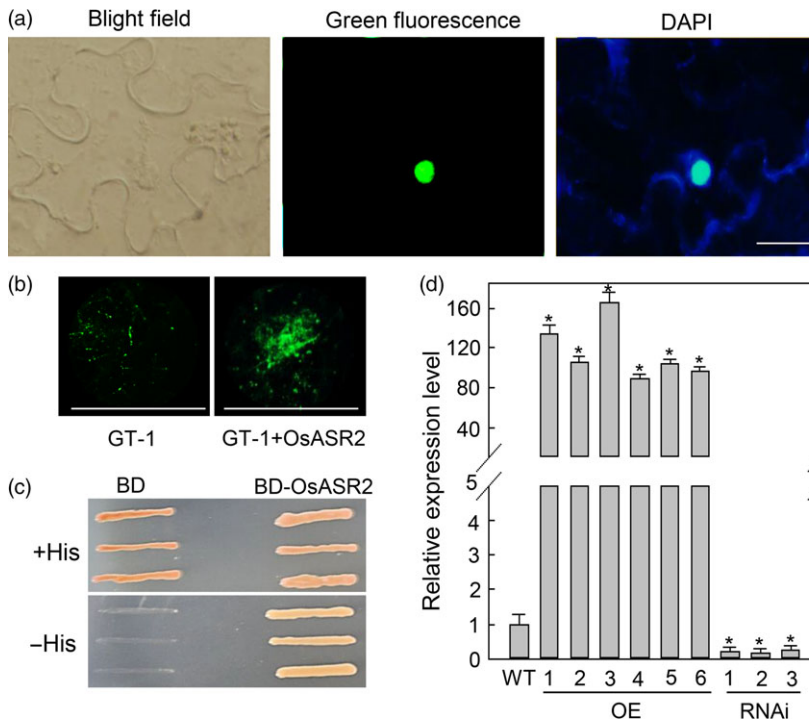 (a)
Blight field Green fluorescence DAPI
(b)
GT-1 GT-1+OsASR2
(c)
BD BD-OsASR2
+His
–His
(d)
Relative expression level
160
120
80
40
5
4
3
2
1
0
* * * * * * * * *
WT 1 2 3 4 5 6 1 2 3
OE RNAi